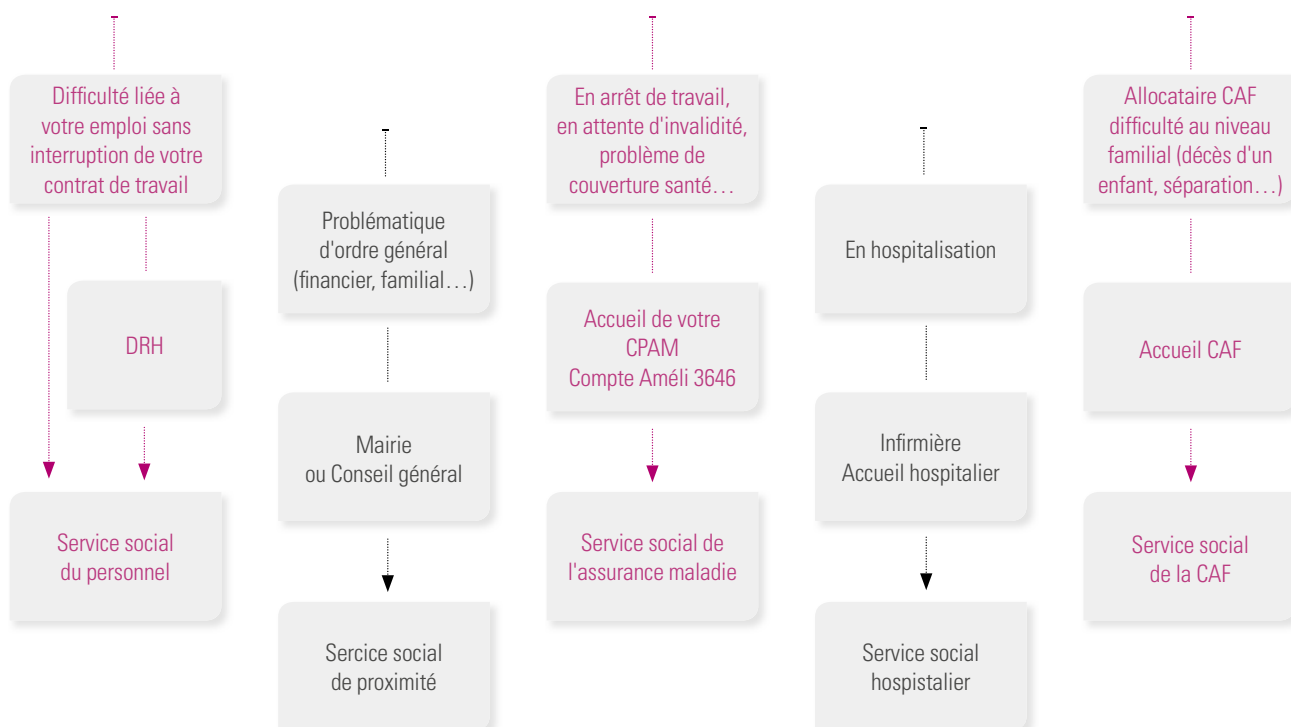 Difficulté liée à
votre emploi sans
interruption de votre
contrat de travail
DRH
Service social
du personnel
Problématique
d'ordre général
(financier, familial…)
Mairie
ou Conseil général
Sercice social
de proximité
En arrêt de travail,
en attente d'invalidité,
problème de
couverture santé…
Accueil de votre
CPAM
Compte Améli 3646
Service social de
l'assurance maladie
En hospitalisation
Infirmière
Accueil hospitalier
Service social
hospistalier
Allocataire CAF
difficulté au niveau
familial (décès d'un
enfant, séparation…)
Accueil CAF
Service social
de la CAF